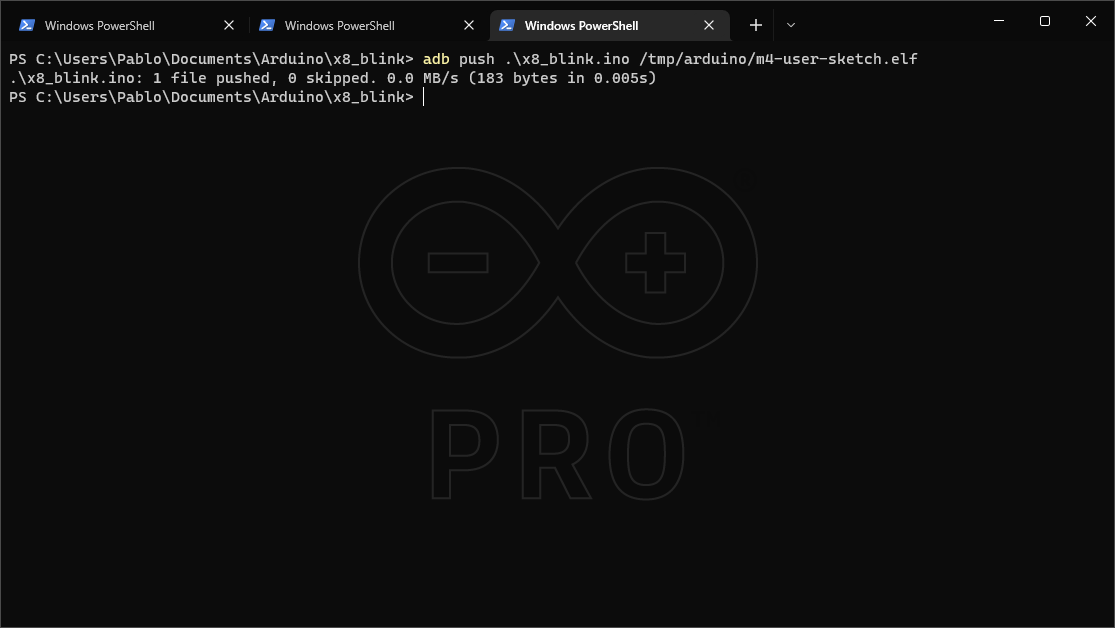 Windows PowerShell
Windows PowerShell
Windows PowerShell
PS C:\Users\Pablo\Documents\Arduino\x8_blink> adb push .\x8_blink.ino /tmp/arduino/m4-user-sketch.elf
.\x8_blink.ino: 1 file pushed, 0 skipped. 0.0 MB/s (183 bytes in 0.005s)
PS C:\Users\Pablo\Documents\Arduino\x8_blink>
PRO